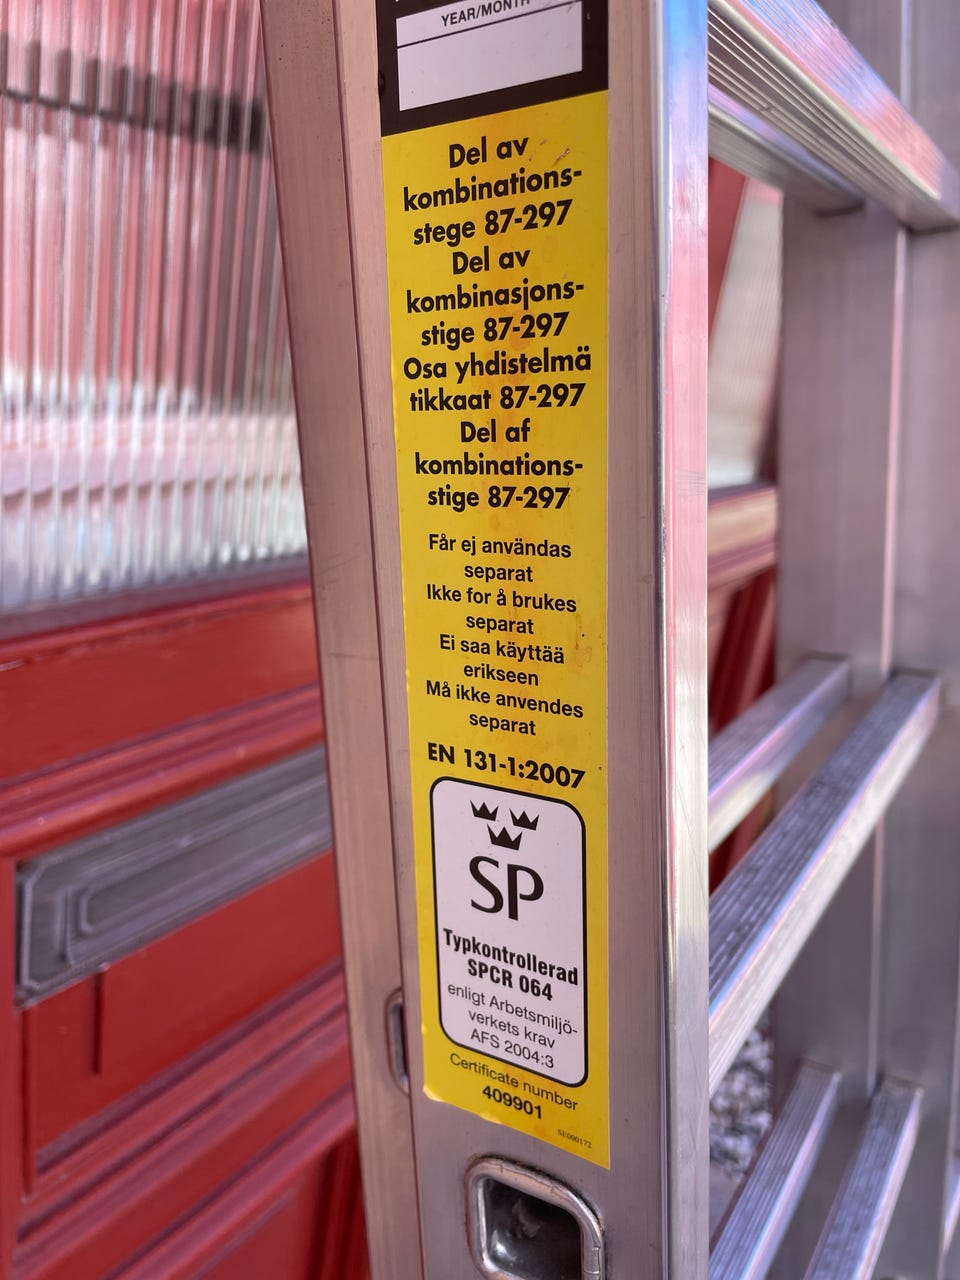 YEAR/MONTH
Del av
kombinations-
stege 87-297
Del av
kombinasjons-
stige 87-297
Osa yhdistelmä
tikkaat 87-297
Del af
kombinations-
stige 87-297
Får ej användas
separat
Ikke for å brukes
separat
Ei saa käyttää
erikseen
Må ikke anvendes
separat
EN 131-1:2007
SP
Typkontrollerad
SPCR 064
enligt Arbetsmiljö-
verkets krav
AFS 2004:3
Certificate number
409901
SE000172